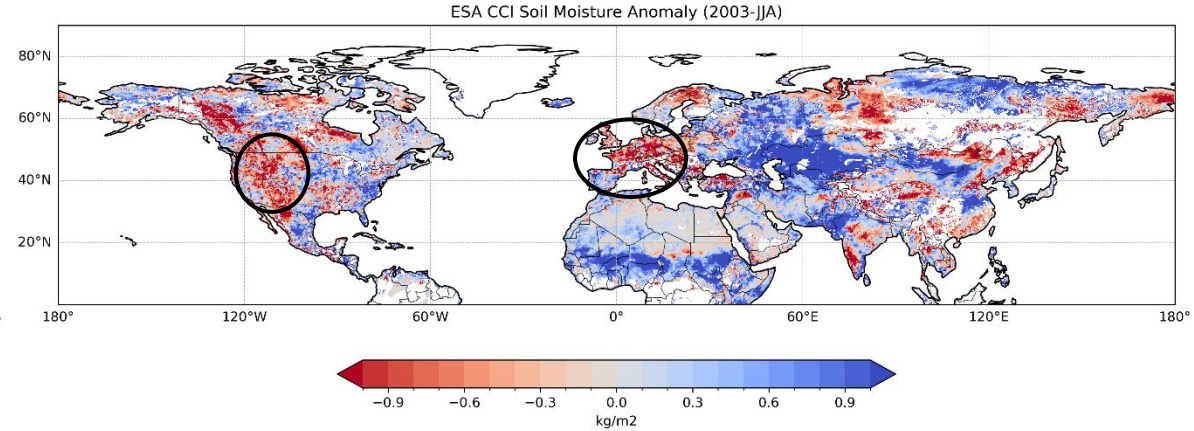 ESA CCI Soil Moisture Anomaly (2003-JJA)
80°N
60°N
40°N
20°N
180° 120°W 60°W 0° 60°E 120°E 180°
−0.9 −0.6 −0.3 0.0 0.3 0.6 0.9
kg/m2